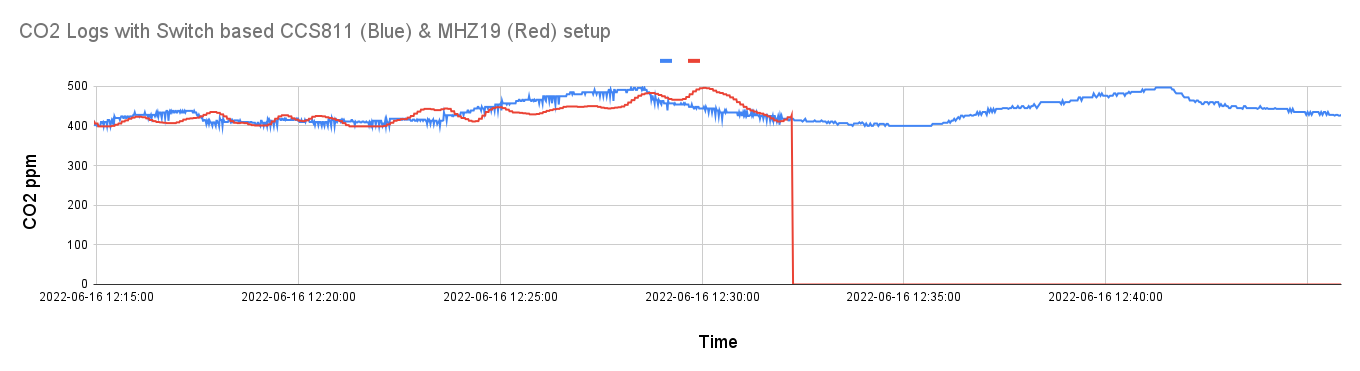 CO2 Logs with Switch based CCS811 (Blue) & MHZ19 (Red) setup
500
400
300
200
100
0
CO2 ppm
2022-06-16 12:15:00 2022-06-16 12:20:00 2022-06-16 12:25:00 2022-06-16 12:30:00 2022-06-16 12:35:00 2022-06-16 12:40:00
Time